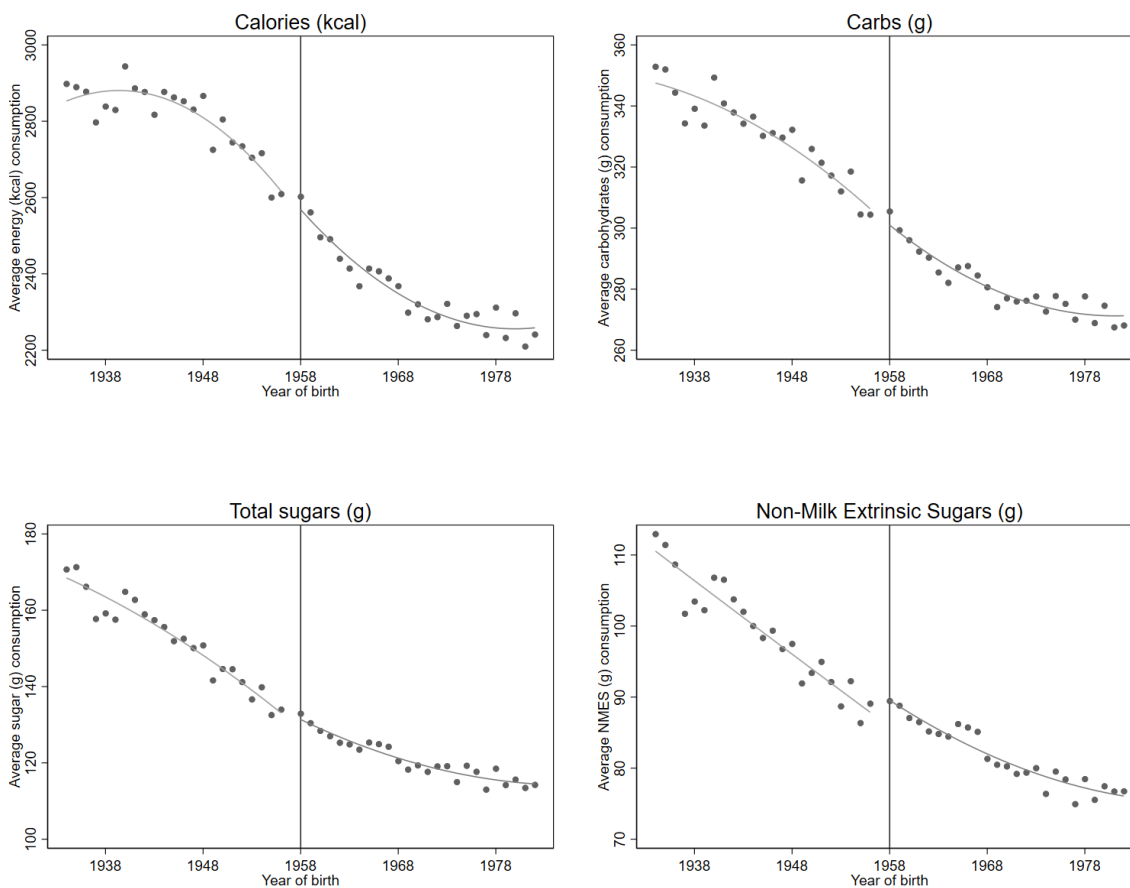 Calories (kcal)
Average energy (kcal) consumption
3000
2800
2600
2400
2200
1938 1948 1958 1968 1978
Year of birth
Carbs (g)
Average carbohydrates (g) consumption
360
340
320
300
280
260
1938 1948 1958 1968 1978
Year of birth
Total sugars (g)
Average sugar (g) consumption
180
160
140
120
100
1938 1948 1958 1968 1978
Year of birth
Non-Milk Extrinsic Sugars (g)
Average NMES (g) consumption
110
100
90
80
70
1938 1948 1958 1968 1978
Year of birth